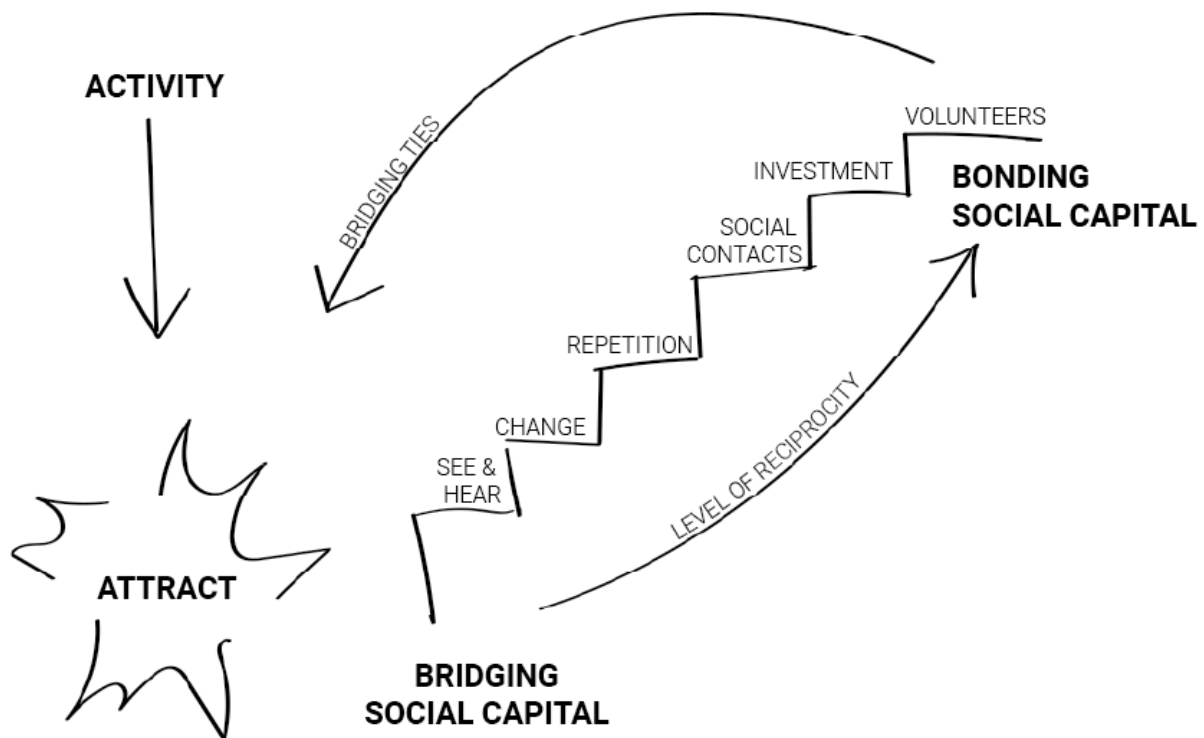 ACTIVITY
BRIDGING TIES
VOLUNTEERS
INVESTMENT
BONDING
SOCIAL CAPITAL
SOCIAL
CONTACTS
REPETITION
CHANGE
SEE &
HEAR
LEVEL OF RECIPROCITY
ATTRACT
BRIDGING
SOCIAL CAPITAL